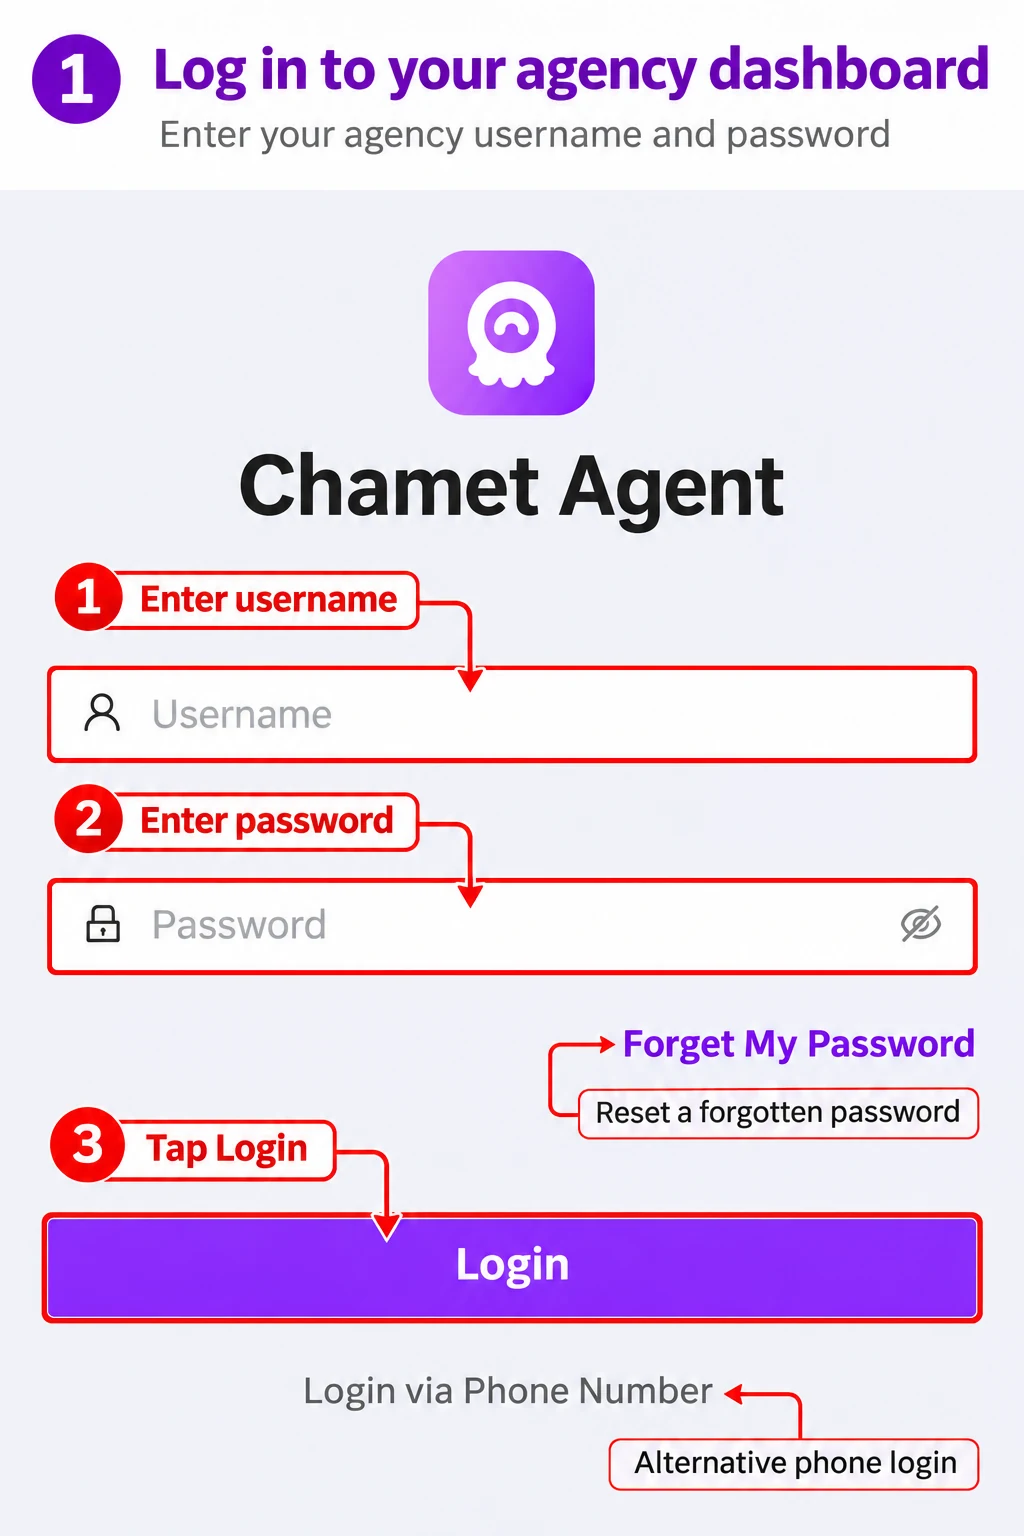 1
Log in to your agency dashboard
Enter your agency username and password
Chamet Agent
1 Enter username
Username
2 Enter password
Password
Forget My Password
Reset a forgotten password
3 Tap Login
Login
Login via Phone Number
Alternative phone login